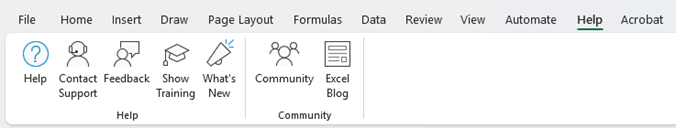 File Home Insert Draw Page Layout Formulas Data Review View Automate Help Acrobat
Help Contact Support Feedback Show Training What's New Community Excel Blog
Help Community